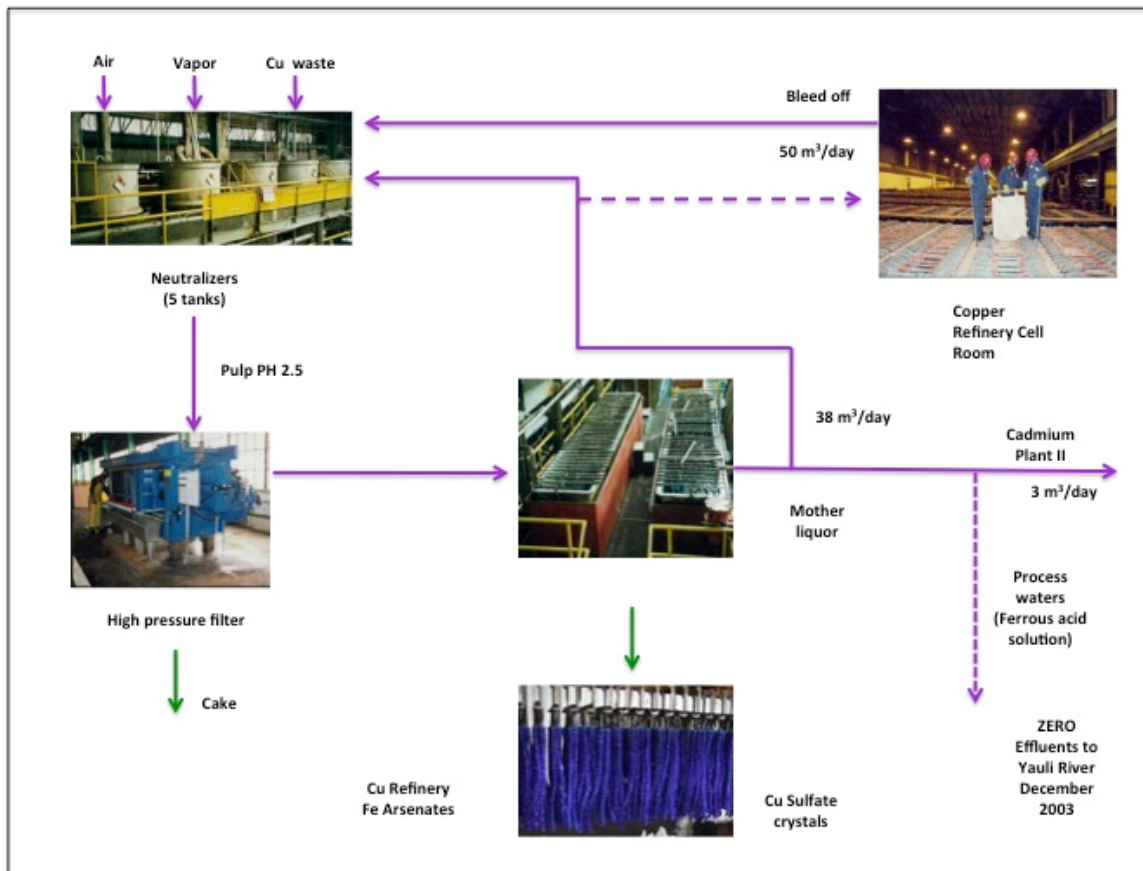 Air
Vapor
Cu waste
Bleed off
50 m³/day
Neutralizers
(5 tanks)
Copper
Refinery Cell
Room
Pulp PH 2.5
38 m³/day
Cadmium
Plant II
3 m³/day
Mother
liquor
Process
waters
(Ferrous acid
solution)
High pressure filter
Cake
ZERO
Effluents to
Yauli River
December
2003
Cu Refinery
Fe Arsenates
Cu Sulfate
crystals